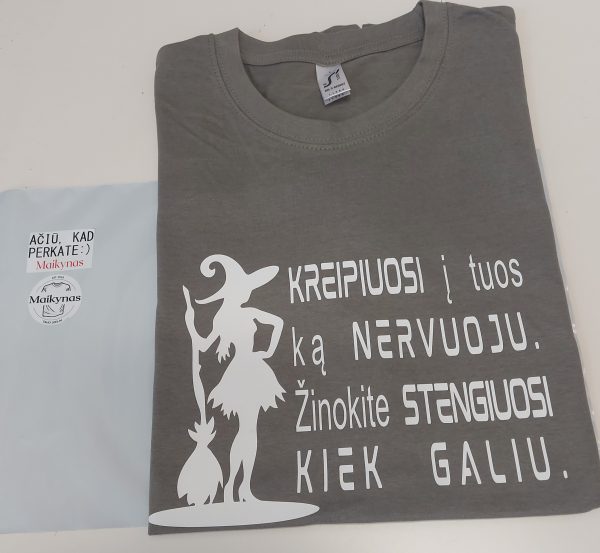 AČIŪ, KAD
PERKATE:)
Maikynas
Maikynas
KREIPIUOSI į tuos
ką NERVUOJU.
Žinokite STENGIUOSI
KIEK GALIU.